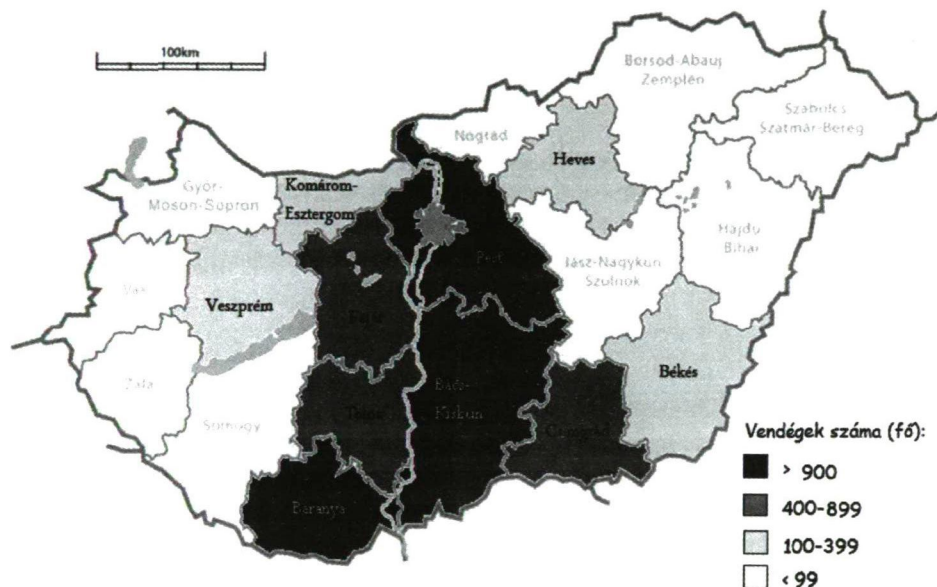 100km
Borsod-Abaúj
Zemplén
Szabolcs
Szatmár-Bereg
Nógrád
Heves
Győr-
Moson-Sopron
Komárom-
Esztergom
Hajdú
Bihar
Pest
Jász-Nagykun
Szolnok
Vas
Veszprém
Fejér
Zala
Békés
Bács-
Kiskun
Tolna
Csongrád
Somogy
Baranya
Vendégek száma (fő):
> 900
400-899
100-399
< 99